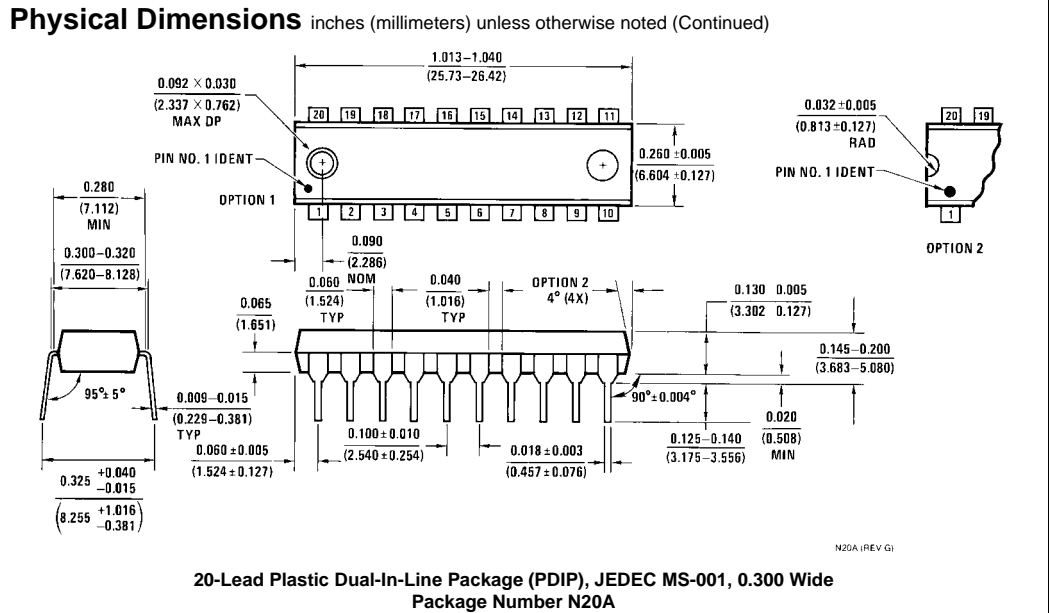 Physical Dimensions inches (millimeters) unless otherwise noted (Continued)
1.013–1.040
(25.73–26.42)
0.092 × 0.030
(2.337 × 0.762)
MAX DP
20 19 18 17 16 15 14 13 12 11
0.032 ±0.005
(0.813 ±0.127)
RAD
20 19
PIN NO. 1 IDENT
0.260 ±0.005
(6.604 ±0.127)
PIN NO. 1 IDENT
OPTION 1
1 2 3 4 5 6 7 8 9 10
1
OPTION 2
0.280
(7.112)
MIN
0.300–0.320
(7.620–8.128)
0.090
(2.286)
NOM
0.060
(1.524)
TYP
0.040
(1.016)
TYP
OPTION 2
4° (4X)
0.130 0.005
(3.302 0.127)
0.065
(1.651)
0.145–0.200
(3.683–5.080)
95° ± 5°
90° ±0.004°
0.009–0.015
(0.229–0.381)
TYP
0.020
(0.508)
MIN
0.125–0.140
(3.175–3.556)
0.100 ±0.010
(2.540 ±0.254)
0.018 ±0.003
(0.457 ±0.076)
0.060 ±0.005
(1.524 ±0.127)
0.325 +0.040
–0.015
(8.255 +1.016
–0.381)
N20A (REV G)
20-Lead Plastic Dual-In-Line Package (PDIP), JEDEC MS-001, 0.300 Wide
Package Number N20A